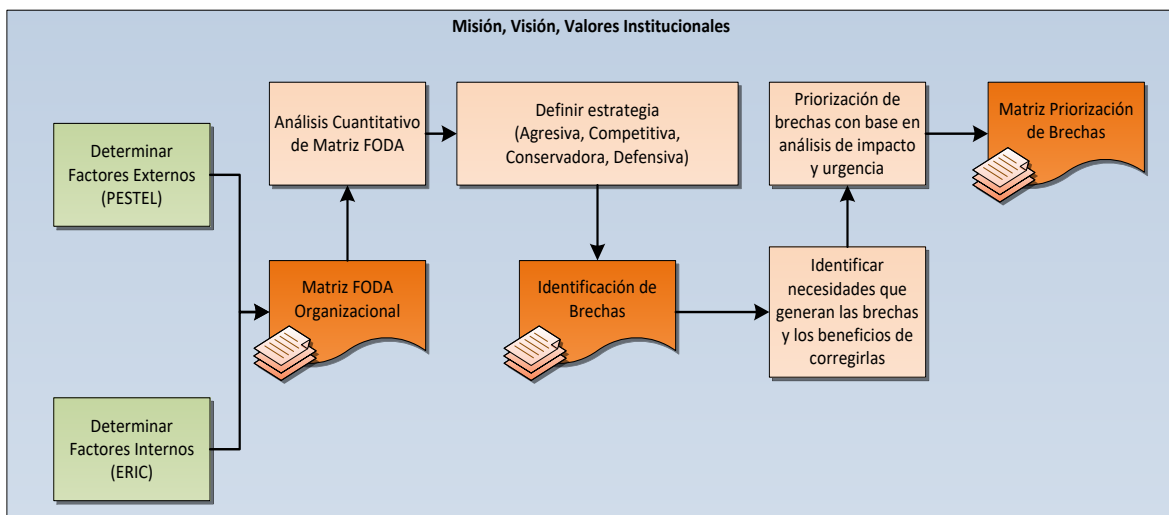 Misión, Visión, Valores Institucionales
Determinar
Factores Externos
(PESTEL)
Determinar
Factores Internos
(ERIC)
Matriz FODA
Organizacional
Análisis Cuantitativo
de Matriz FODA
Definir estrategia
(Agresiva, Competitiva,
Conservadora, Defensiva)
Identificación de
Brechas
Identificar
necesidades que
generan las brechas
y los beneficios de
corregirlas
Priorización de
brechas con base en
análisis de impacto
y urgencia
Matriz Priorización
de Brechas